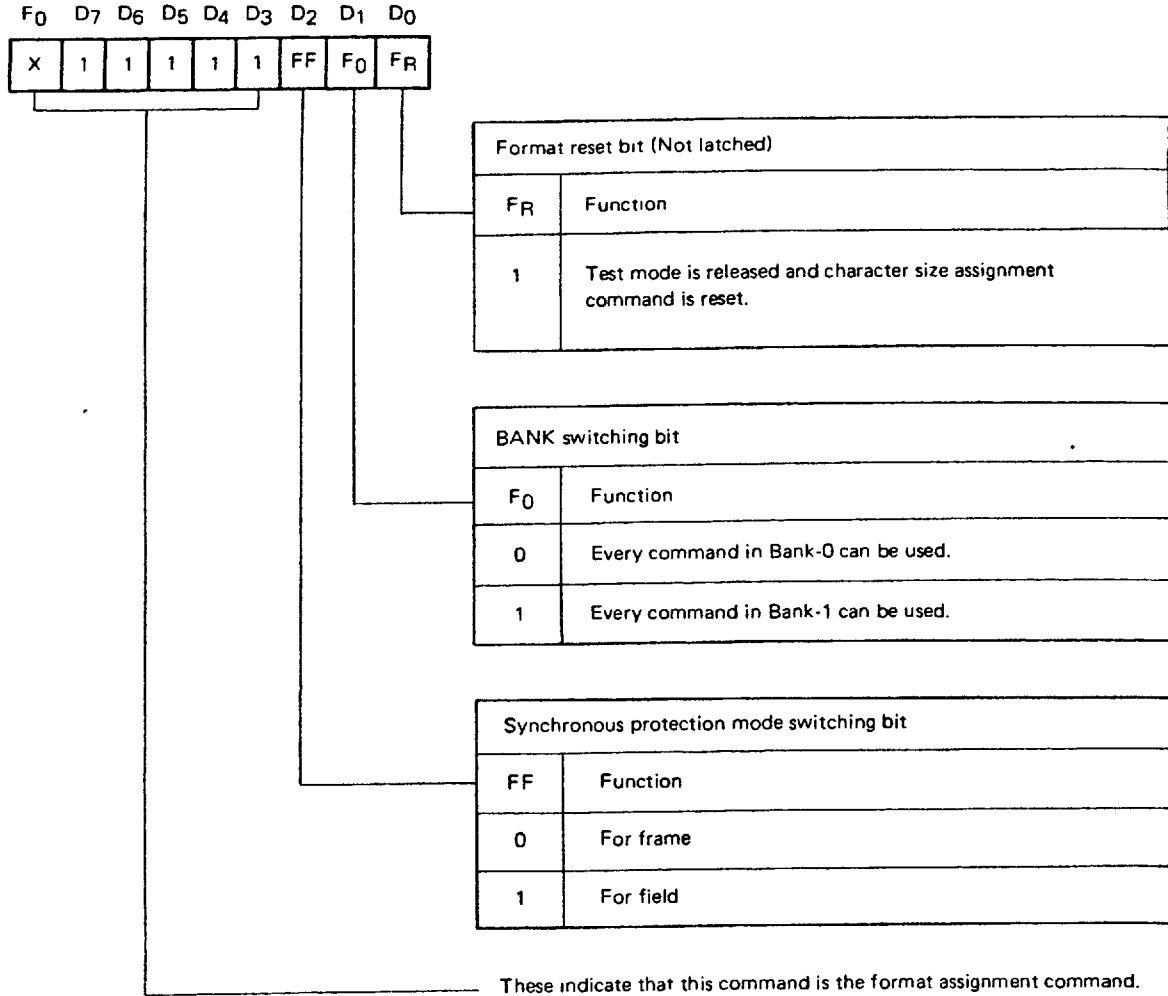 F0 D7 D6 D5 D4 D3 D2 D1 D0
X 1 1 1 1 1 FF F0 FR
Format reset bit (Not latched)
FR Function
1 Test mode is released and character size assignment
command is reset.
BANK switching bit
F0 Function
0 Every command in Bank-0 can be used.
1 Every command in Bank-1 can be used.
Synchronous protection mode switching bit
FF Function
0 For frame
1 For field
These indicate that this command is the format assignment command.